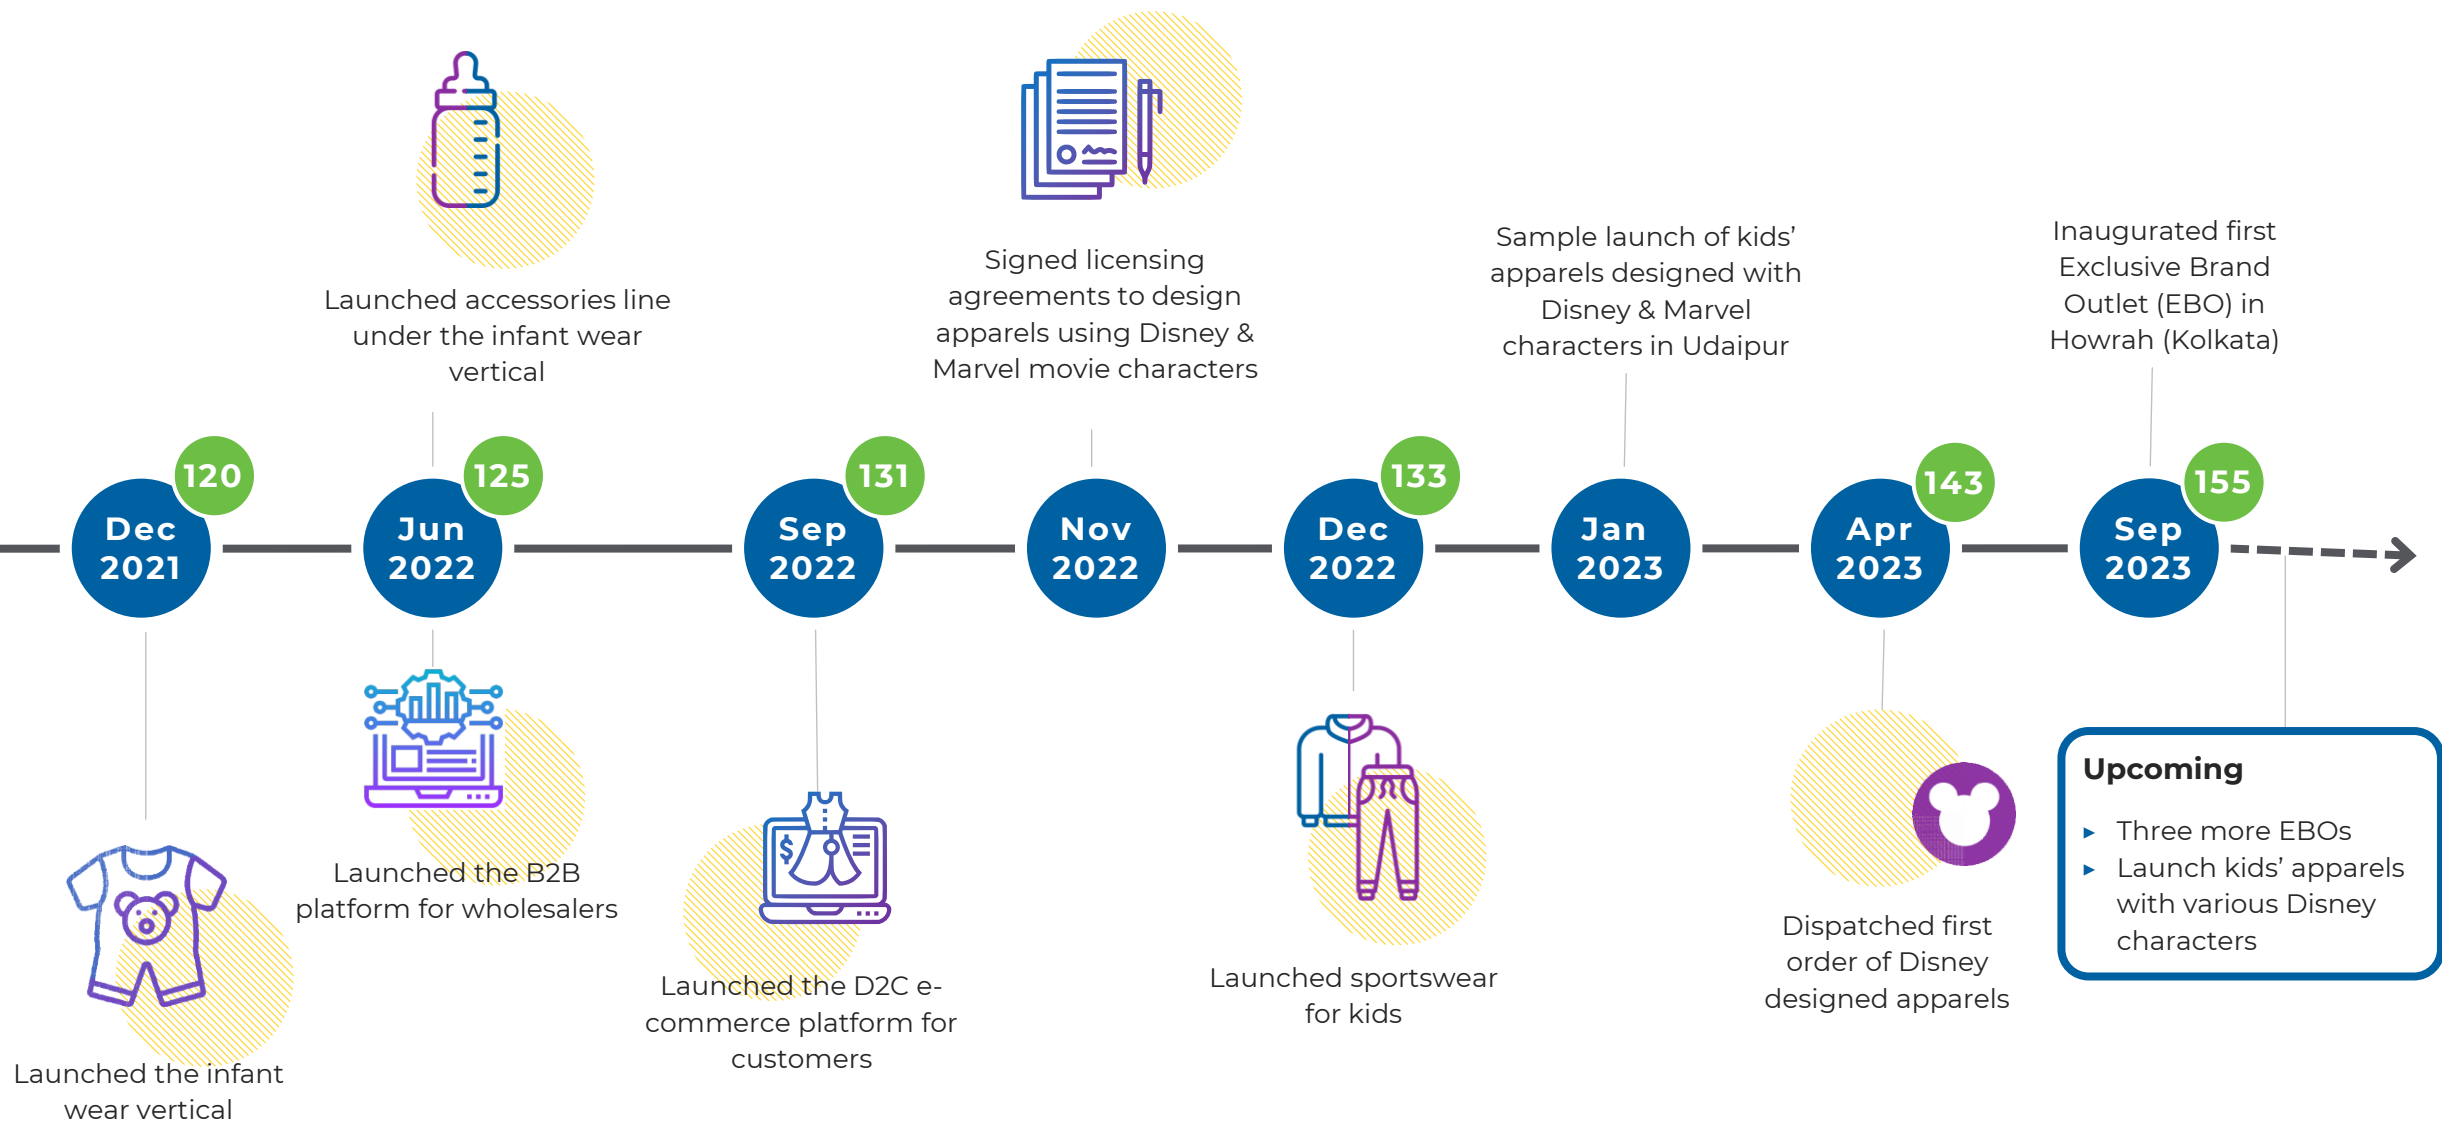 Launched accessories line
under the infant wear
vertical
Signed licensing
agreements to design
apparels using Disney &
Marvel movie characters
Sample launch of kids’
apparels designed with
Disney & Marvel
characters in Udaipur
Inaugurated first
Exclusive Brand
Outlet (EBO) in
Howrah (Kolkata)
120
Dec
2021
125
Jun
2022
131
Sep
2022
Nov
2022
133
Dec
2022
Jan
2023
143
Apr
2023
155
Sep
2023
Launched the infant
wear vertical
Launched the B2B
platform for wholesalers
$
Launched the D2C e-
commerce platform for
customers
Launched sportswear
for kids
Dispatched first
order of Disney
designed apparels
Upcoming
▸ Three more EBOs
▸ Launch kids’ apparels
with various Disney
characters